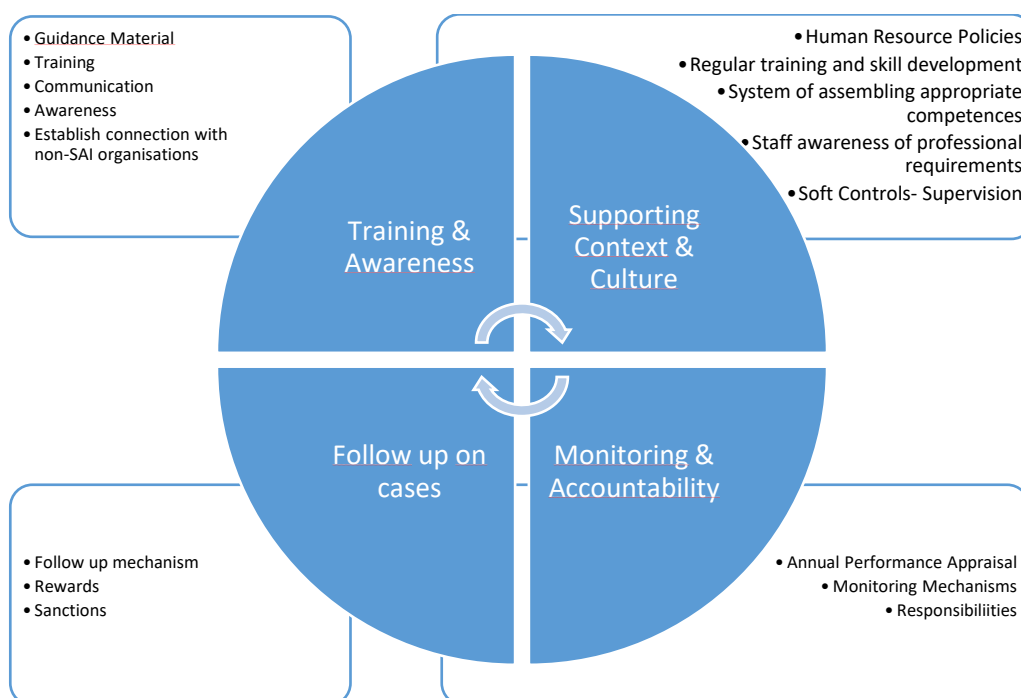 • Guidance Material
• Training
• Communication
• Awareness
• Establish connection with
non-SAI organisations
• Human Resource Policies
• Regular training and skill development
• System of assembling appropriate
competences
• Staff awareness of professional
requirements
• Soft Controls- Supervision
Training &
Awareness
Supporting
Context &
Culture
Follow up on
cases
Monitoring &
Accountability
• Follow up mechanism
• Rewards
• Sanctions
• Annual Performance Appraisal
• Monitoring Mechanisms
• Responsibiliities